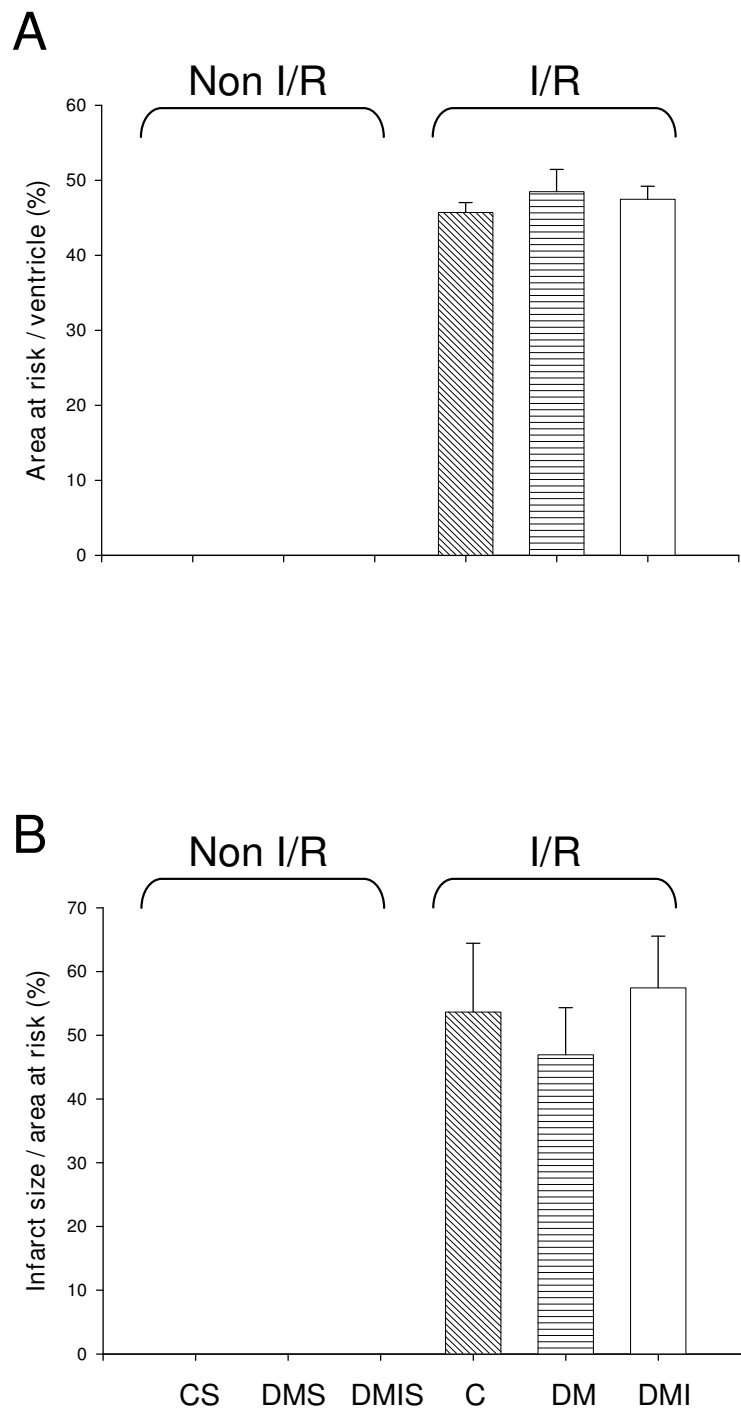 A
Non I/R
I/R
Area at risk / ventricle (%)
60
50
40
30
20
10
0
B
Non I/R
I/R
Infarct size / area at risk (%)
70
60
50
40
30
20
10
0
CS DMS DMIS C DM DMI